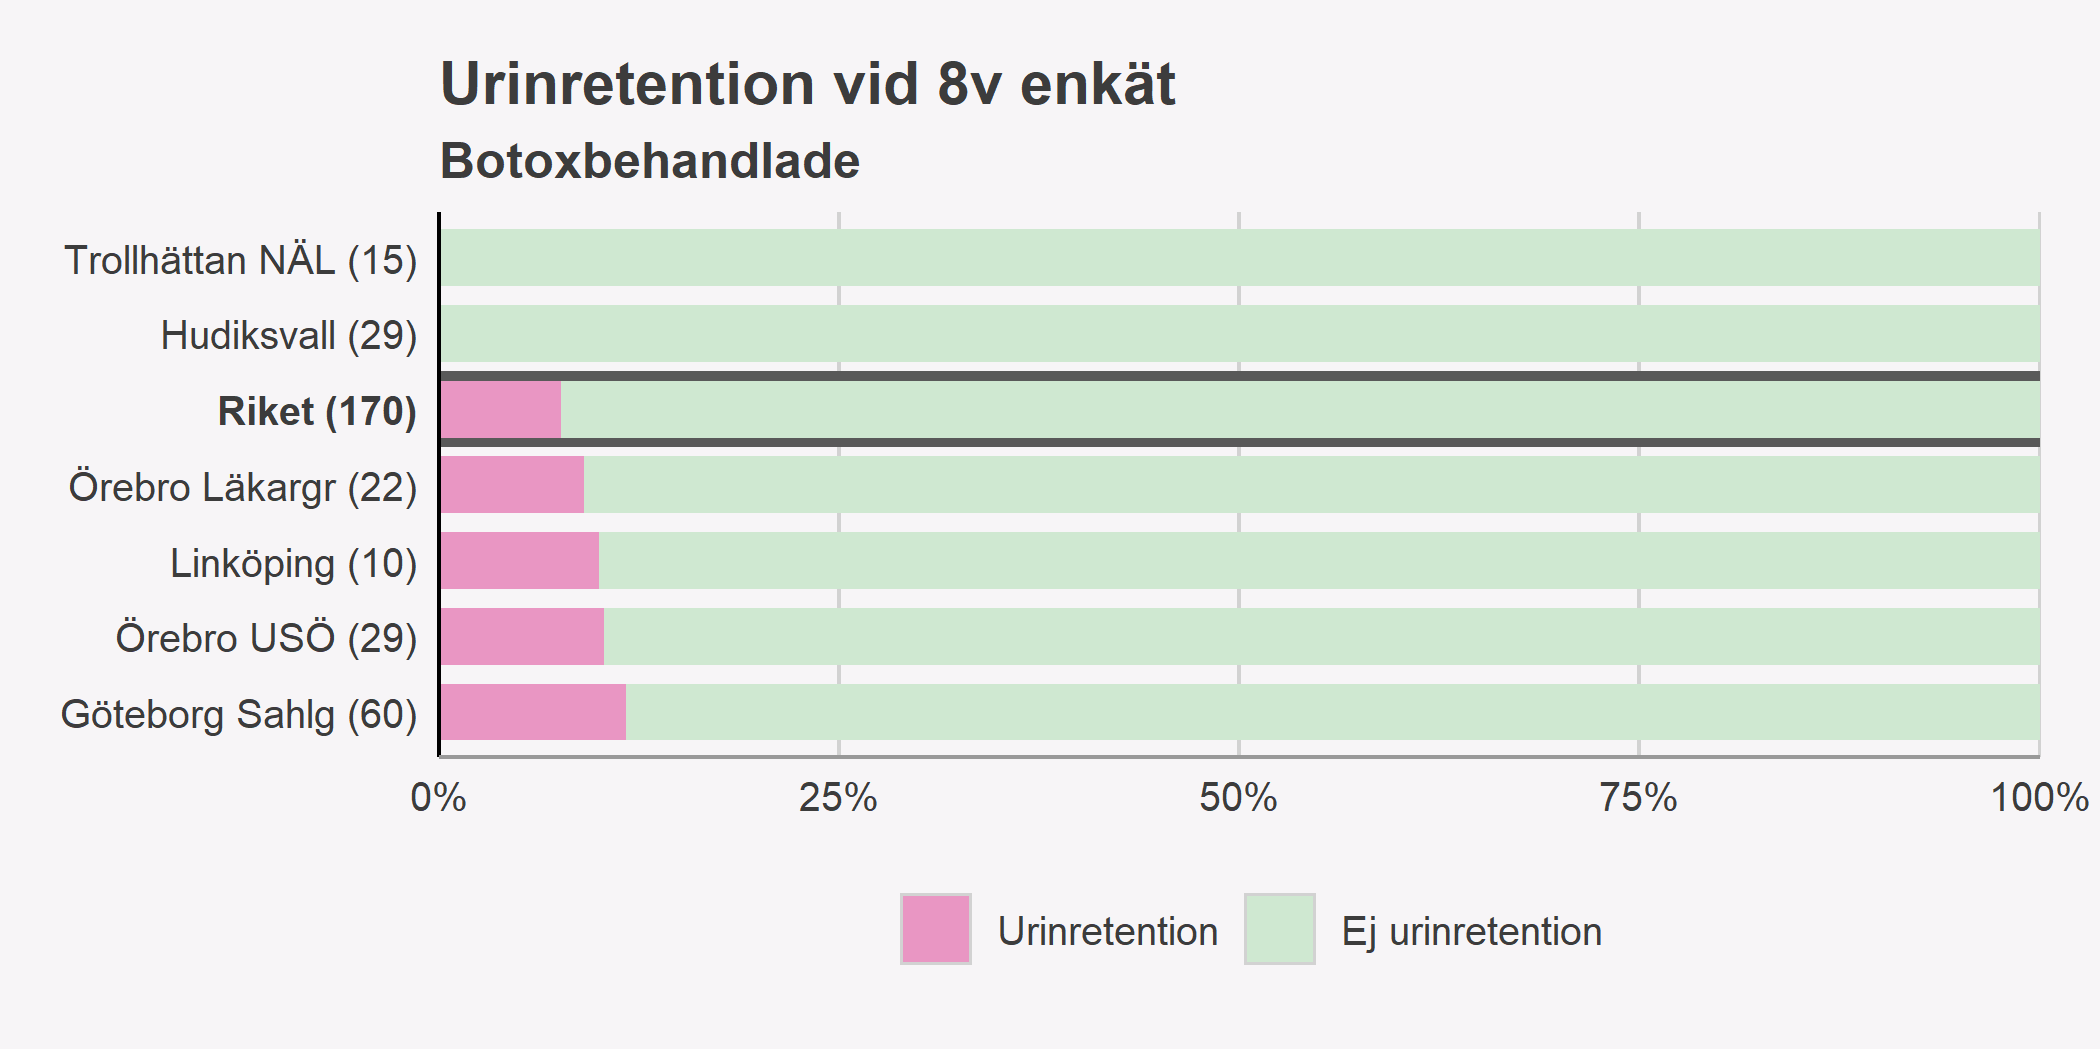 Urinretention vid 8v enkät
Botoxbehandlade
Trollhättan NÄL (15)
Hudiksvall (29)
Riket (170)
Örebro Läkargr (22)
Linköping (10)
Örebro USÖ (29)
Göteborg Sahlg (60)
0% 25% 50% 75% 100%
Urinretention Ej urinretention